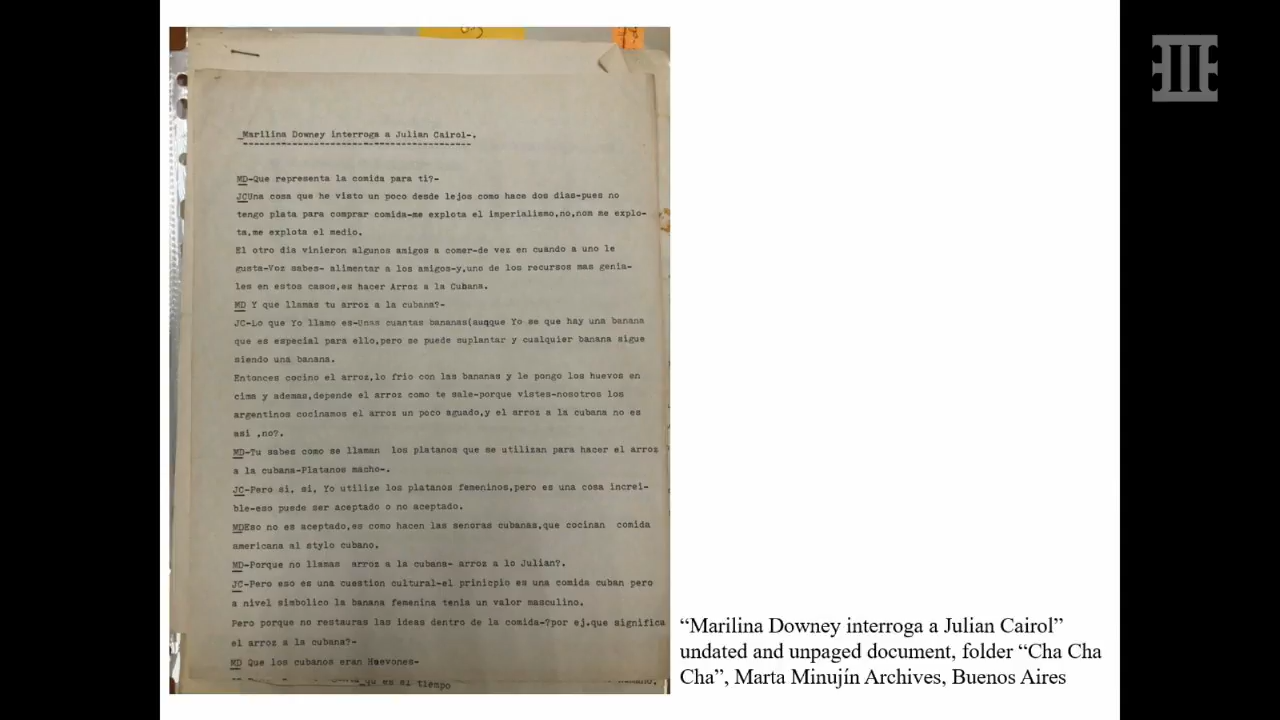 _Marilina Downey interroga a Julian Cairol-.
MD-Que representa la comida para ti?-
JCUna cosa que he visto un poco desde lejos como hace dos dias-pues no
tengo plata para comprar comida-me explota el imperialismo,no,nom me explo-
ta,me explota el medio.
El otro dia vinieron algunos amigos a comer-de vez en cuando a uno le
gusta-Voz sabes- alimentar a los amigos-y,uno de los recursos mas genia-
les en estos casos,es hacer Arroz a la Cubana.
MD Y que llamas tu arroz a la cubana?-
JC-Lo que Yo llamo es-Unas cuantas bananas(auqque Yo se que hay una banana
que es especial para ello,pero se puede suplantar y cualquier banana sigue
siendo una banana.
Entonces cocino el arroz,lo frio con las bananas y le pongo los huevos en
cima y ademas,depende el arroz como te sale-porque vistes-nosotros los
argentinos cocinamos el arroz un poco aguado,y el arroz a la cubana no es
asi ,no?.
MD-Tu sabes como se llaman los platanos que se utilizan para hacer el arroz
a la cubana-Platanos macho-.
JC-Pero si, si, Yo utilize los platanos femeninos,pero es una cosa increi-
ble-eso puede ser aceptado o no aceptado.
MDEso no es aceptado,es como hacen las senoras cubanas,que cocinan comida
americana al stylo cubano.
MD-Porque no llamas arroz a la cubana- arroz a lo Julian?.
JC-Pero eso es una cuestion cultural-el prinicpio es una comida cuban pero
a nivel simbolico la banana femenina tenia un valor masculino.
Pero porque no restauras las ideas dentro de la comida-?por ej.que significa
el arroz a la cubana?-
MD Que los cubanos eran Huevones-
qu es el tiempo
“Marilina Downey interroga a Julian Cairol”
undated and unpaged document, folder “Cha Cha
Cha”, Marta Minujín Archives, Buenos Aires